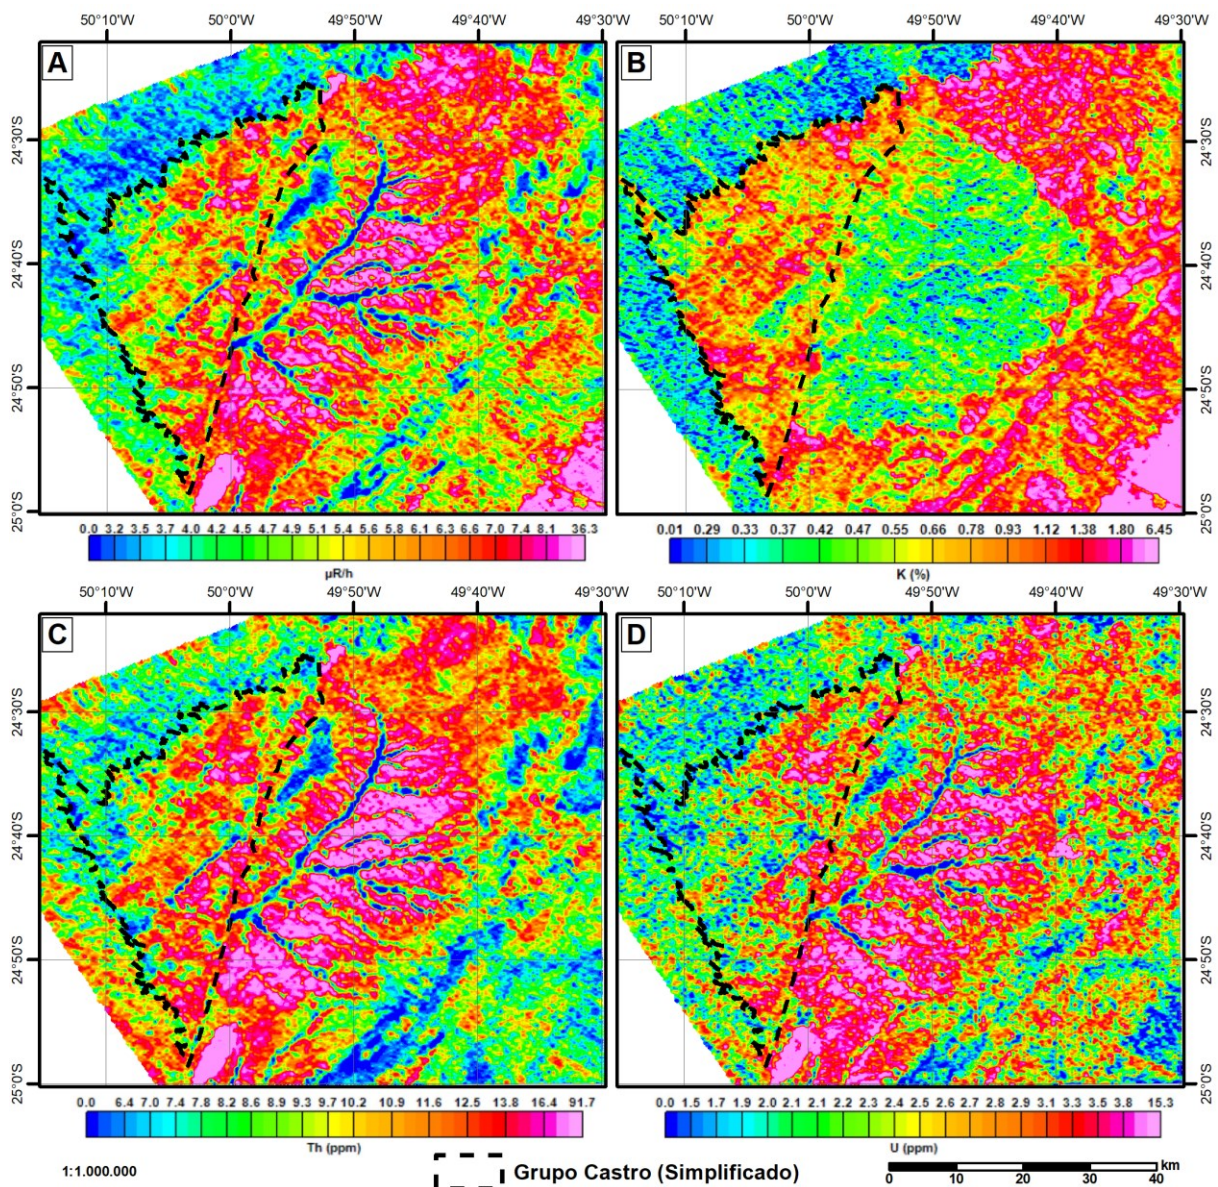 50°10'W 50°0'W 49°50'W 49°40'W 49°30'W 50°10'W 50°0'W 49°50'W 49°40'W 49°30'W
A B
24°30'S 24°30'S
24°40'S 24°40'S
24°50'S 24°50'S
25°0'S 25°0'S
0.0 3.2 3.5 3.7 4.0 4.2 4.5 4.7 4.9 5.1 5.4 5.6 5.8 6.1 6.3 6.6 7.0 7.4 8.1 36.3
µR/h
0.01 0.29 0.33 0.37 0.42 0.47 0.55 0.66 0.78 0.93 1.12 1.38 1.80 6.45
K (%)
50°10'W 50°0'W 49°50'W 49°40'W 49°30'W 50°10'W 50°0'W 49°50'W 49°40'W 49°30'W
C D
24°30'S 24°30'S
24°40'S 24°40'S
24°50'S 24°50'S
25°0'S 25°0'S
0.0 6.4 7.0 7.4 7.8 8.2 8.6 8.9 9.3 9.7 10.2 10.9 11.6 12.5 13.8 16.4 91.7
Th (ppm)
0.0 1.5 1.7 1.9 2.0 2.1 2.1 2.2 2.3 2.4 2.5 2.6 2.7 2.8 2.9 3.1 3.3 3.5 3.8 15.3
U (ppm)
1:1.000.000
Grupo Castro (Simplificado)
km
0 10 20 30 40